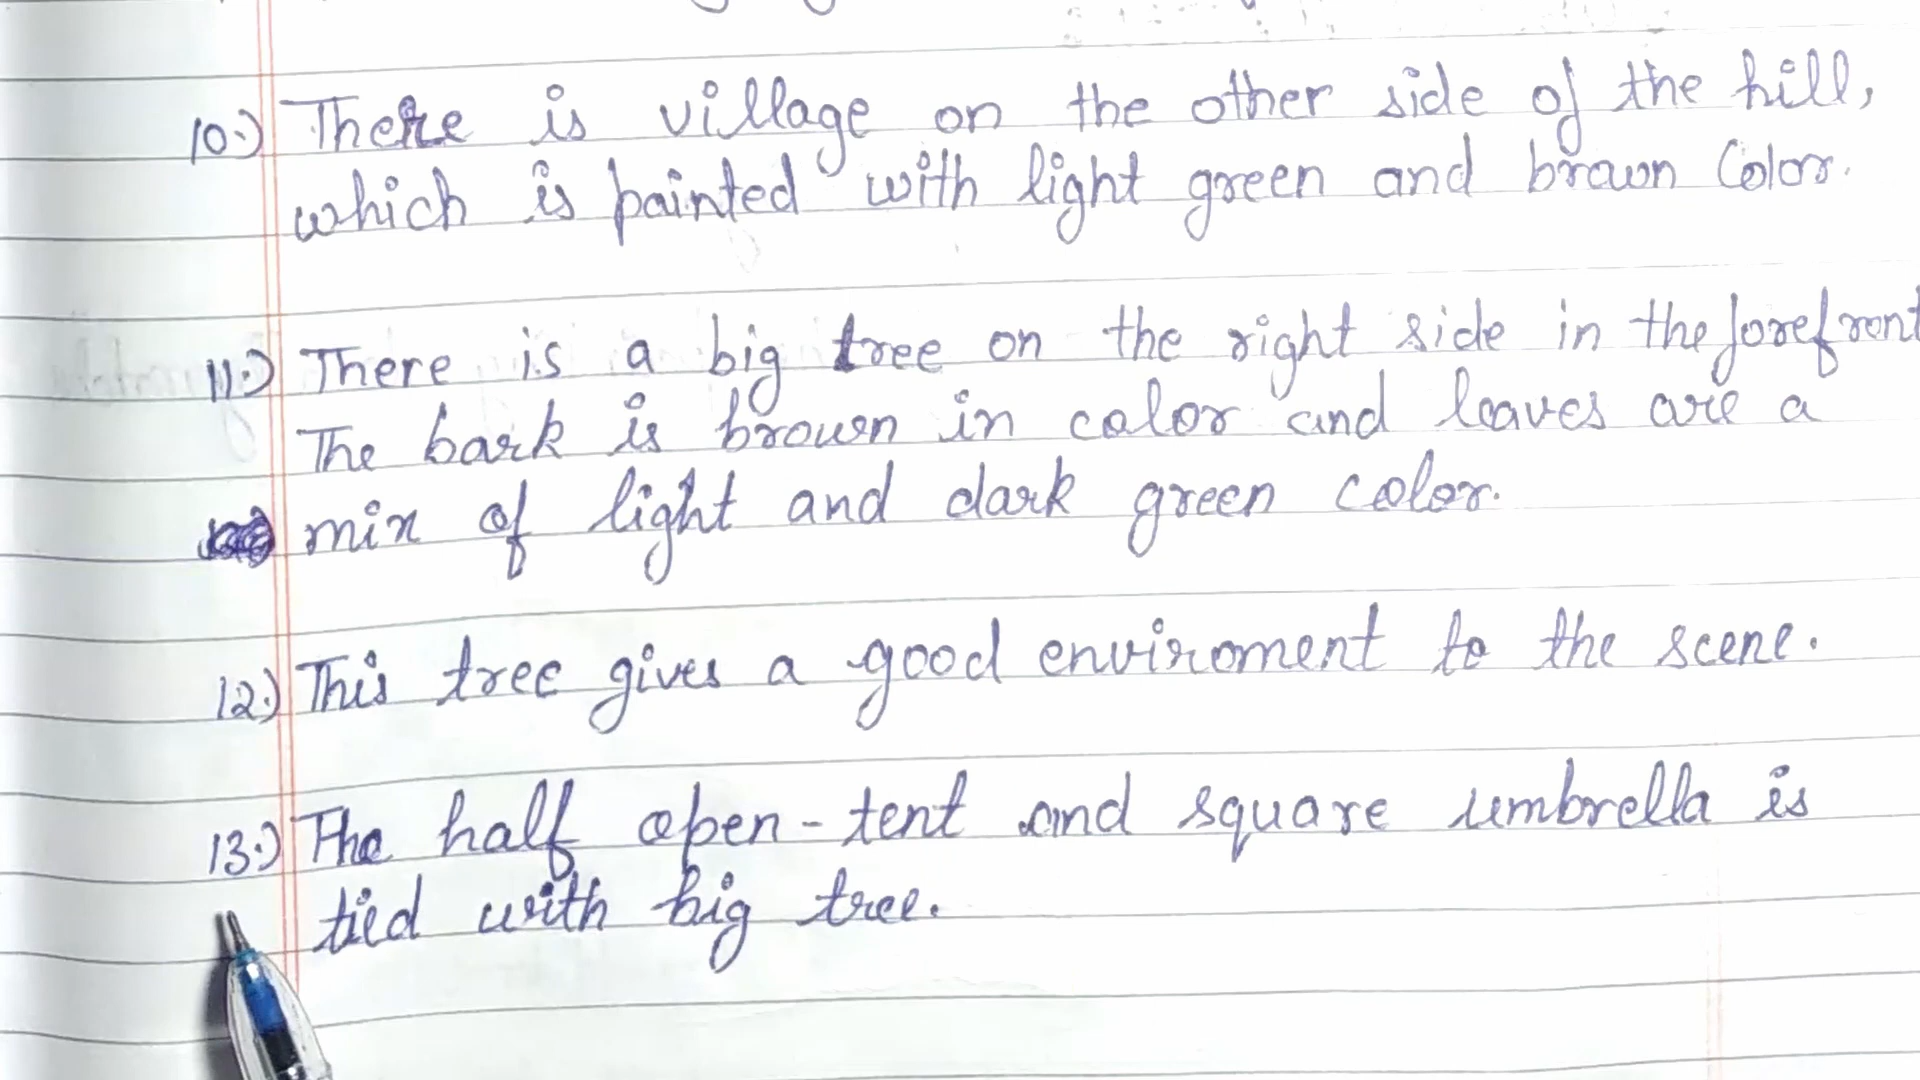 10.) There is village on the other side of the hill,
which is painted with light green and brown Color.
11.) There is a big tree on the right side in the forefront
The bark is brown in color and leaves are a
mix of light and dark green color.
12.) This tree gives a good enviroment to the scene.
13.) The half open-tent and square umbrella is
tied with big tree.